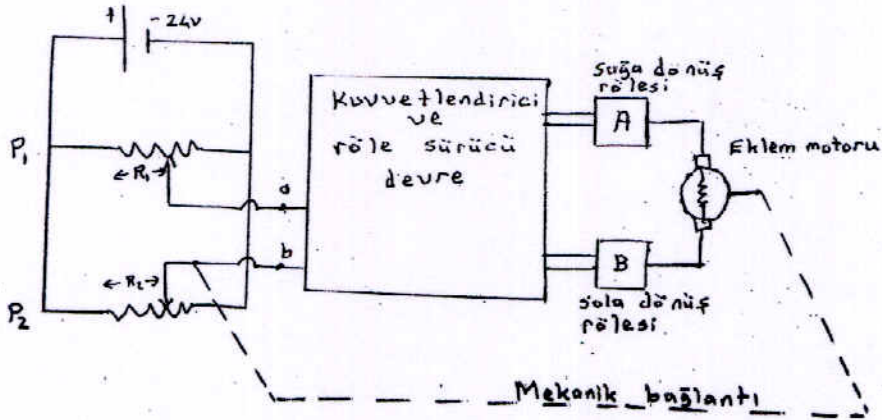 + - 24v
P₁
←R₁→
a
b
←R₂→
P₂
Kuvvetlendirici
ve
röle sürücü
devre
sağa dönüş
rölesi
A
Eklem motoru
B
Sola dönüş
rölesi
Mekanik bağlantı